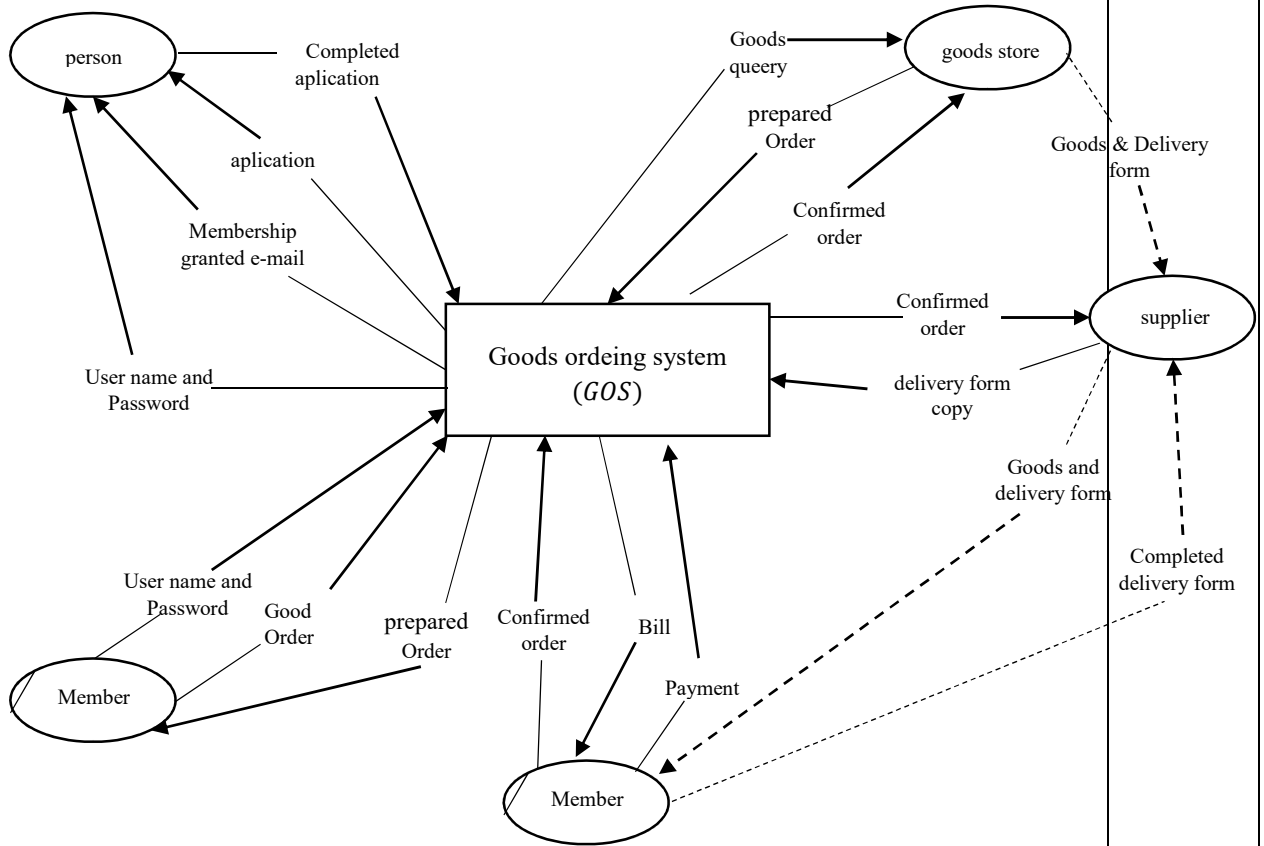 person
Completed
aplication
Goods
queery
goods store
prepared
Order
aplication
Goods & Delivery
form
Confirmed
order
Membership
granted e-mail
Confirmed
order
supplier
Goods ordeing system
(GOS)
User name and
Password
delivery form
copy
Goods and
delivery form
Completed
delivery form
User name and
Password
Good
Order
prepared
Order
Confirmed
order
Bill
Payment
Member
Member